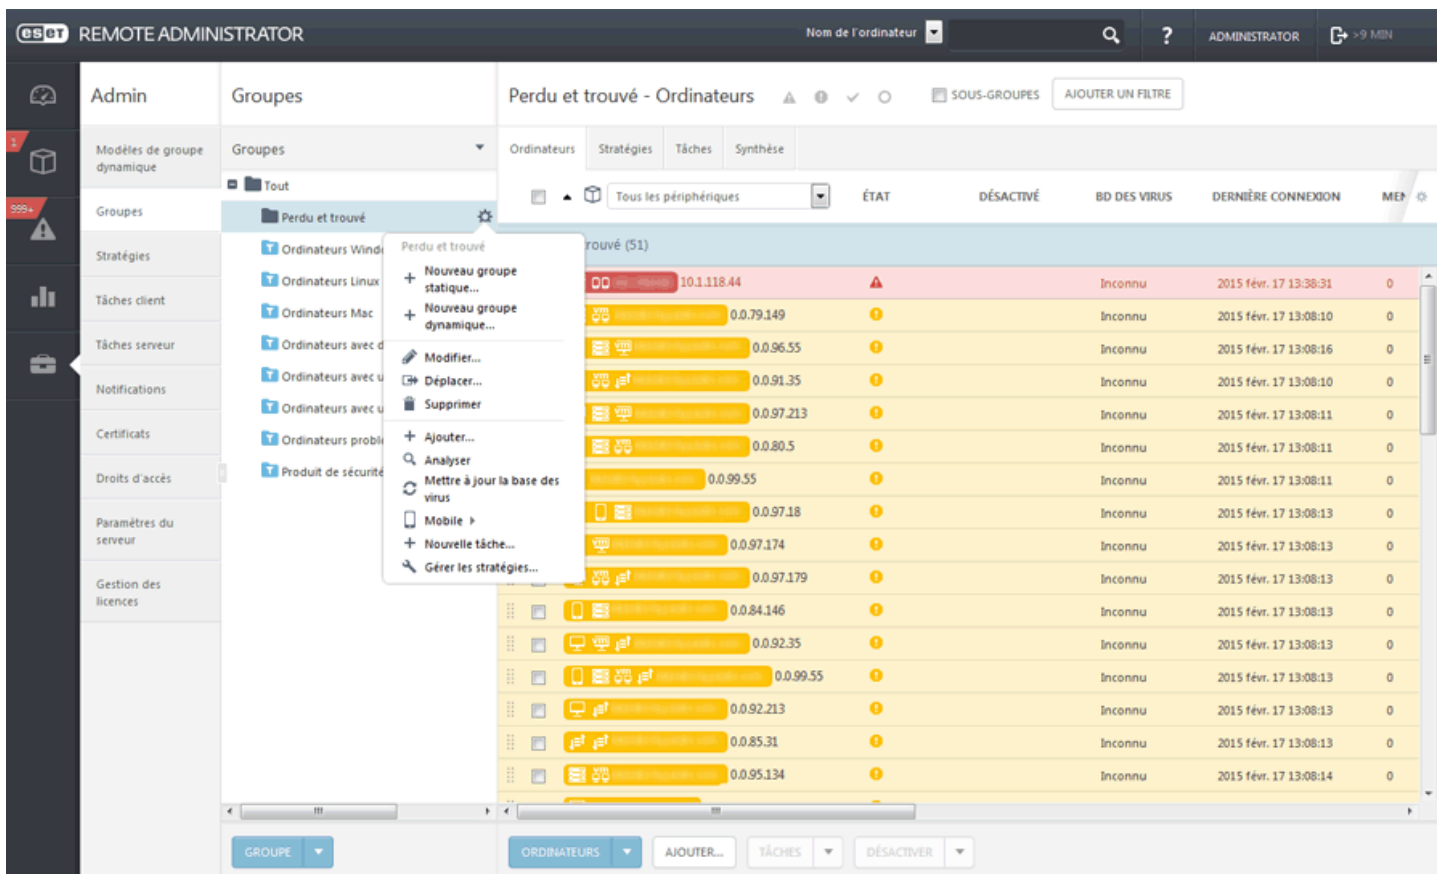 eset REMOTE ADMINISTRATOR
Nom de l'ordinateur
?
ADMINISTRATOR
>9 MIN
Admin
Groupes
Perdu et trouvé - Ordinateurs
SOUS-GROUPES
AJOUTER UN FILTRE
1
999+
Modèles de groupe
dynamique
Groupes
Stratégies
Tâches client
Tâches serveur
Notifications
Certificats
Droits d'accès
Paramètres du
serveur
Gestion des
licences
Groupes
Tout
Perdu et trouvé
Ordinateurs Windo
Ordinateurs Linux
Ordinateurs Mac
Ordinateurs avec d
Ordinateurs avec u
Ordinateurs avec u
Ordinateurs problé
Produit de sécurité
Perdu et trouvé
Nouveau groupe
statique...
Nouveau groupe
dynamique...
Modifier...
Déplacer...
Supprimer
Ajouter...
Analyser
Mettre à jour la base des
virus
Mobile
Nouvelle tâche...
Gérer les stratégies...
Ordinateurs Stratégies Tâches Synthèse
Tous les périphériques ÉTAT DÉSACTIVÉ BD DES VIRUS DERNIÈRE CONNEXION MEN
rouvé (51)
10.1.118.44 Inconnu 2015 févr. 17 13:38:31 0
0.0.79.149 Inconnu 2015 févr. 17 13:08:10 0
0.0.96.55 Inconnu 2015 févr. 17 13:08:16 0
0.0.91.35 Inconnu 2015 févr. 17 13:08:10 0
0.0.97.213 Inconnu 2015 févr. 17 13:08:11 0
0.0.80.5 Inconnu 2015 févr. 17 13:08:11 0
0.0.99.55 Inconnu 2015 févr. 17 13:08:11 0
0.0.97.18 Inconnu 2015 févr. 17 13:08:13 0
0.0.97.174 Inconnu 2015 févr. 17 13:08:13 0
0.0.97.179 Inconnu 2015 févr. 17 13:08:13 0
0.0.84.146 Inconnu 2015 févr. 17 13:08:13 0
0.0.92.35 Inconnu 2015 févr. 17 13:08:13 0
0.0.99.55 Inconnu 2015 févr. 17 13:08:13 0
0.0.92.213 Inconnu 2015 févr. 17 13:08:13 0
0.0.85.31 Inconnu 2015 févr. 17 13:08:13 0
0.0.95.134 Inconnu 2015 févr. 17 13:08:14 0
GROUPE
ORDINATEURS
AJOUTER...
TÂCHES
DÉSACTIVER